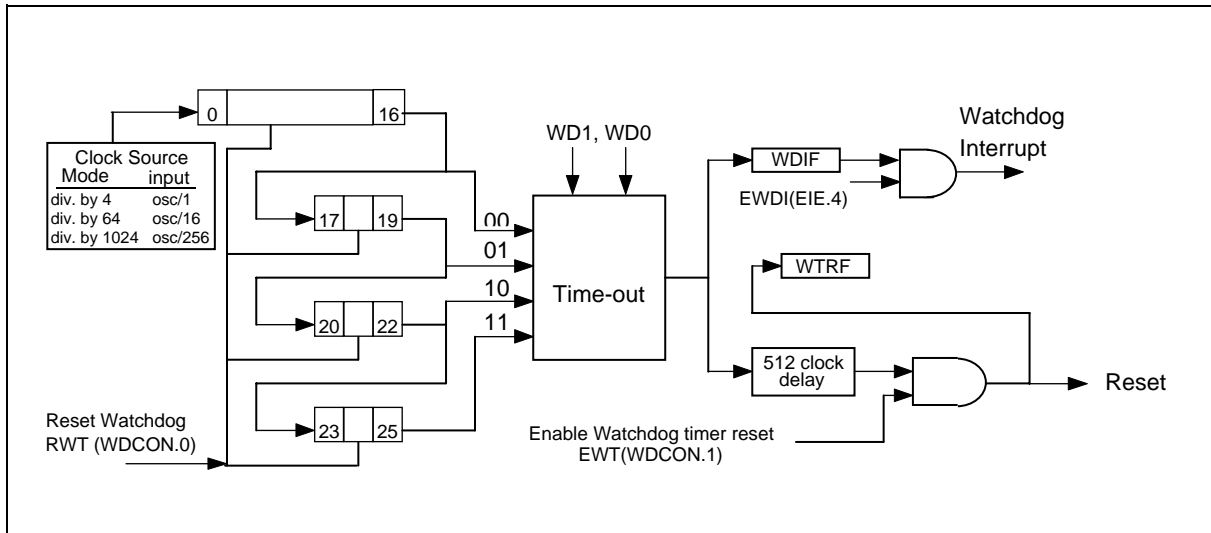 0
16
Clock Source
Mode input
div. by 4 osc/1
div. by 64 osc/16
div. by 1024 osc/256
17 19
20 22
23 25
Reset Watchdog
RWT (WDCON.0)
WD1, WD0
00
01
10
11
Time-out
WDIF
EWDI(EIE.4)
Watchdog
Interrupt
WTRF
512 clock
delay
Enable Watchdog timer reset
EWT(WDCON.1)
Reset